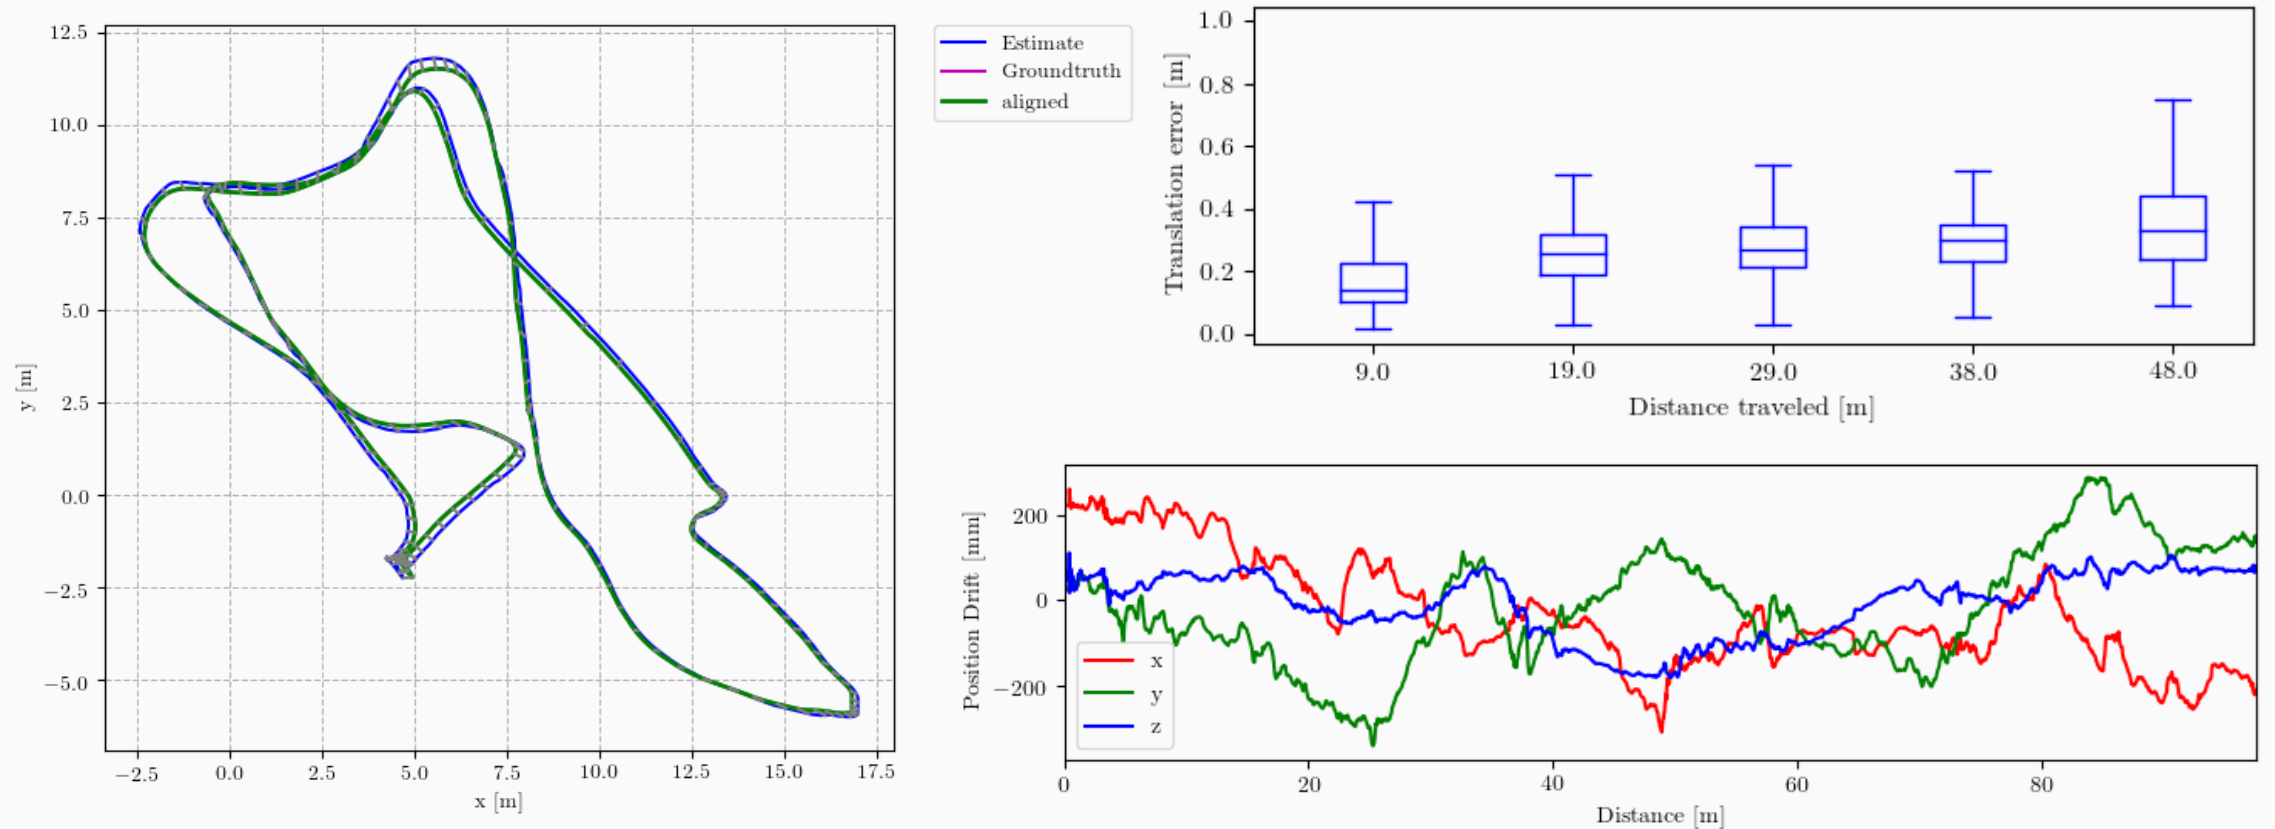 12.5
10.0
7.5
5.0
2.5
0.0
−2.5
−5.0
y [m]
−2.5 0.0 2.5 5.0 7.5 10.0 12.5 15.0 17.5
x [m]
Estimate
Groundtruth
aligned
1.0
0.8
0.6
0.4
0.2
0.0
Translation error [m]
9.0 19.0 29.0 38.0 48.0
Distance traveled [m]
200
0
−200
Position Drift [mm]
x
y
z
0 20 40 60 80
Distance [m]